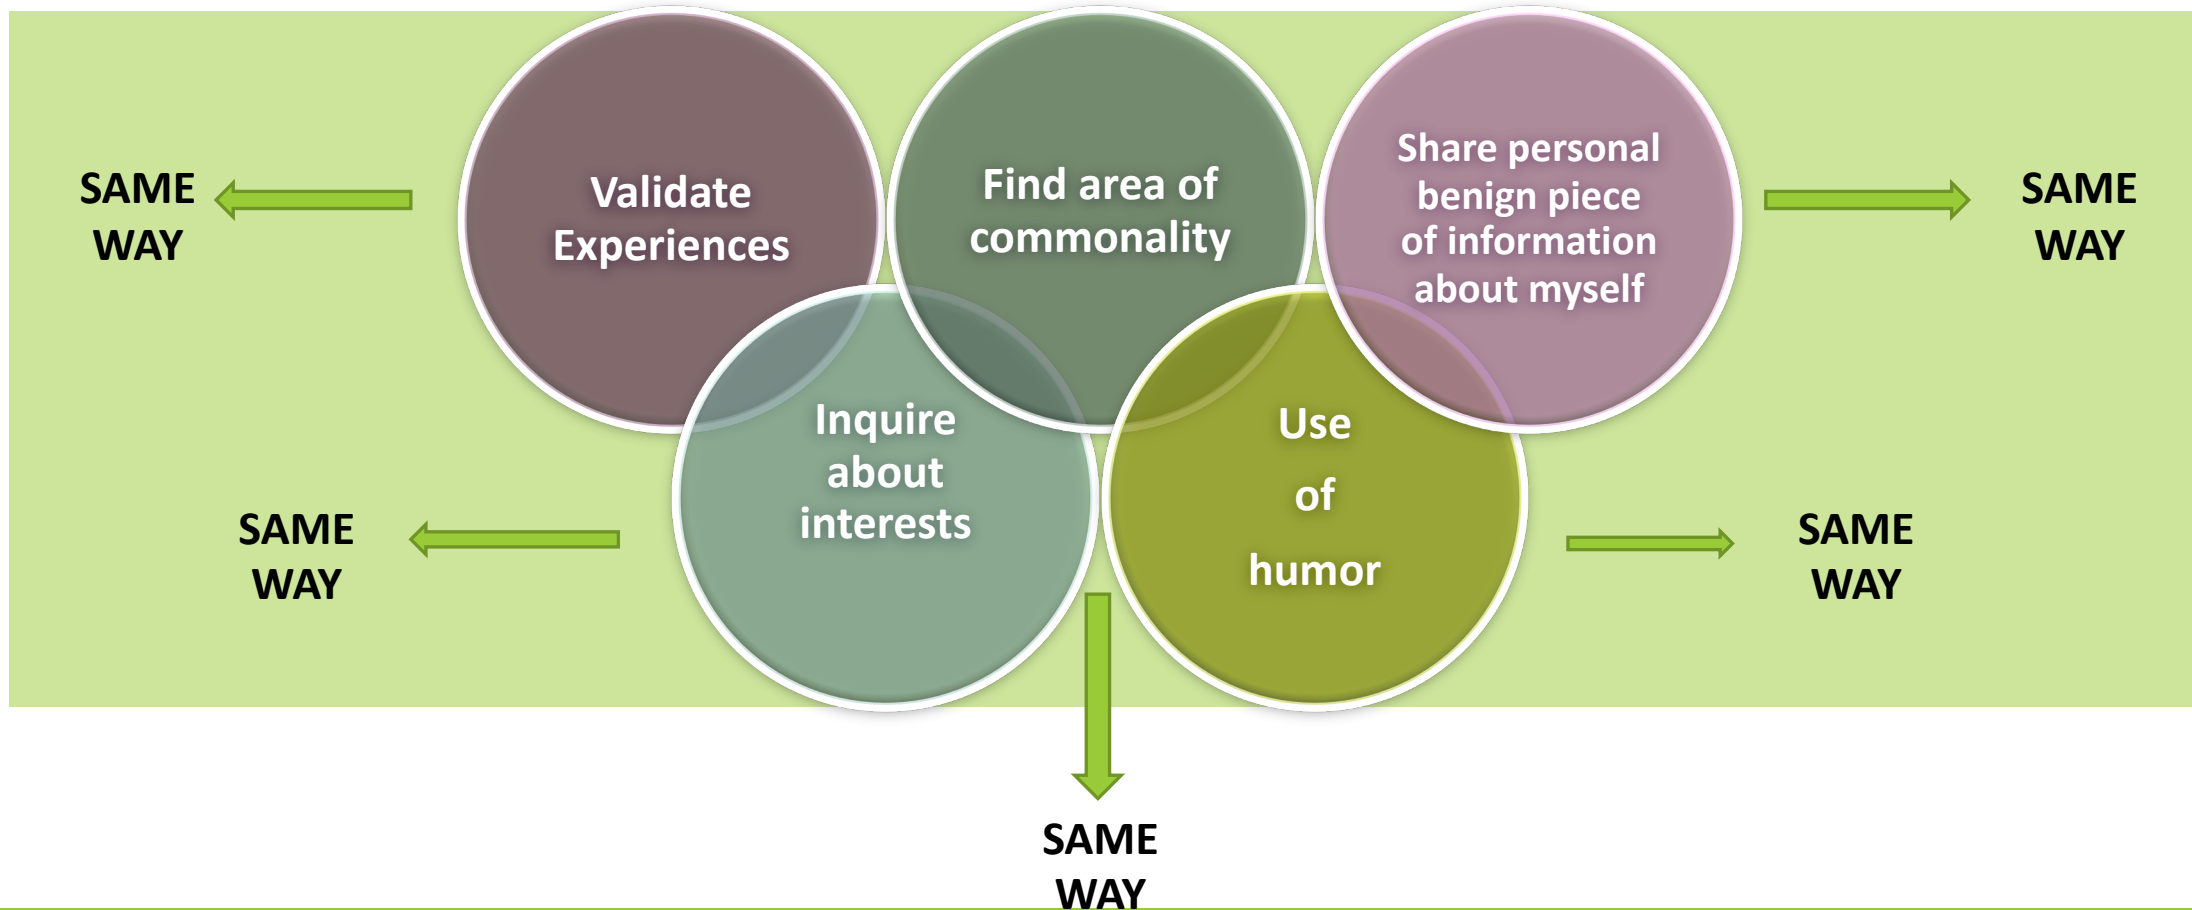 SAME
WAY
Validate
Experiences
Find area of
commonality
Share personal
benign piece
of information
about myself
SAME
WAY
SAME
WAY
Inquire
about
interests
Use
of
humor
SAME
WAY
SAME
WAY